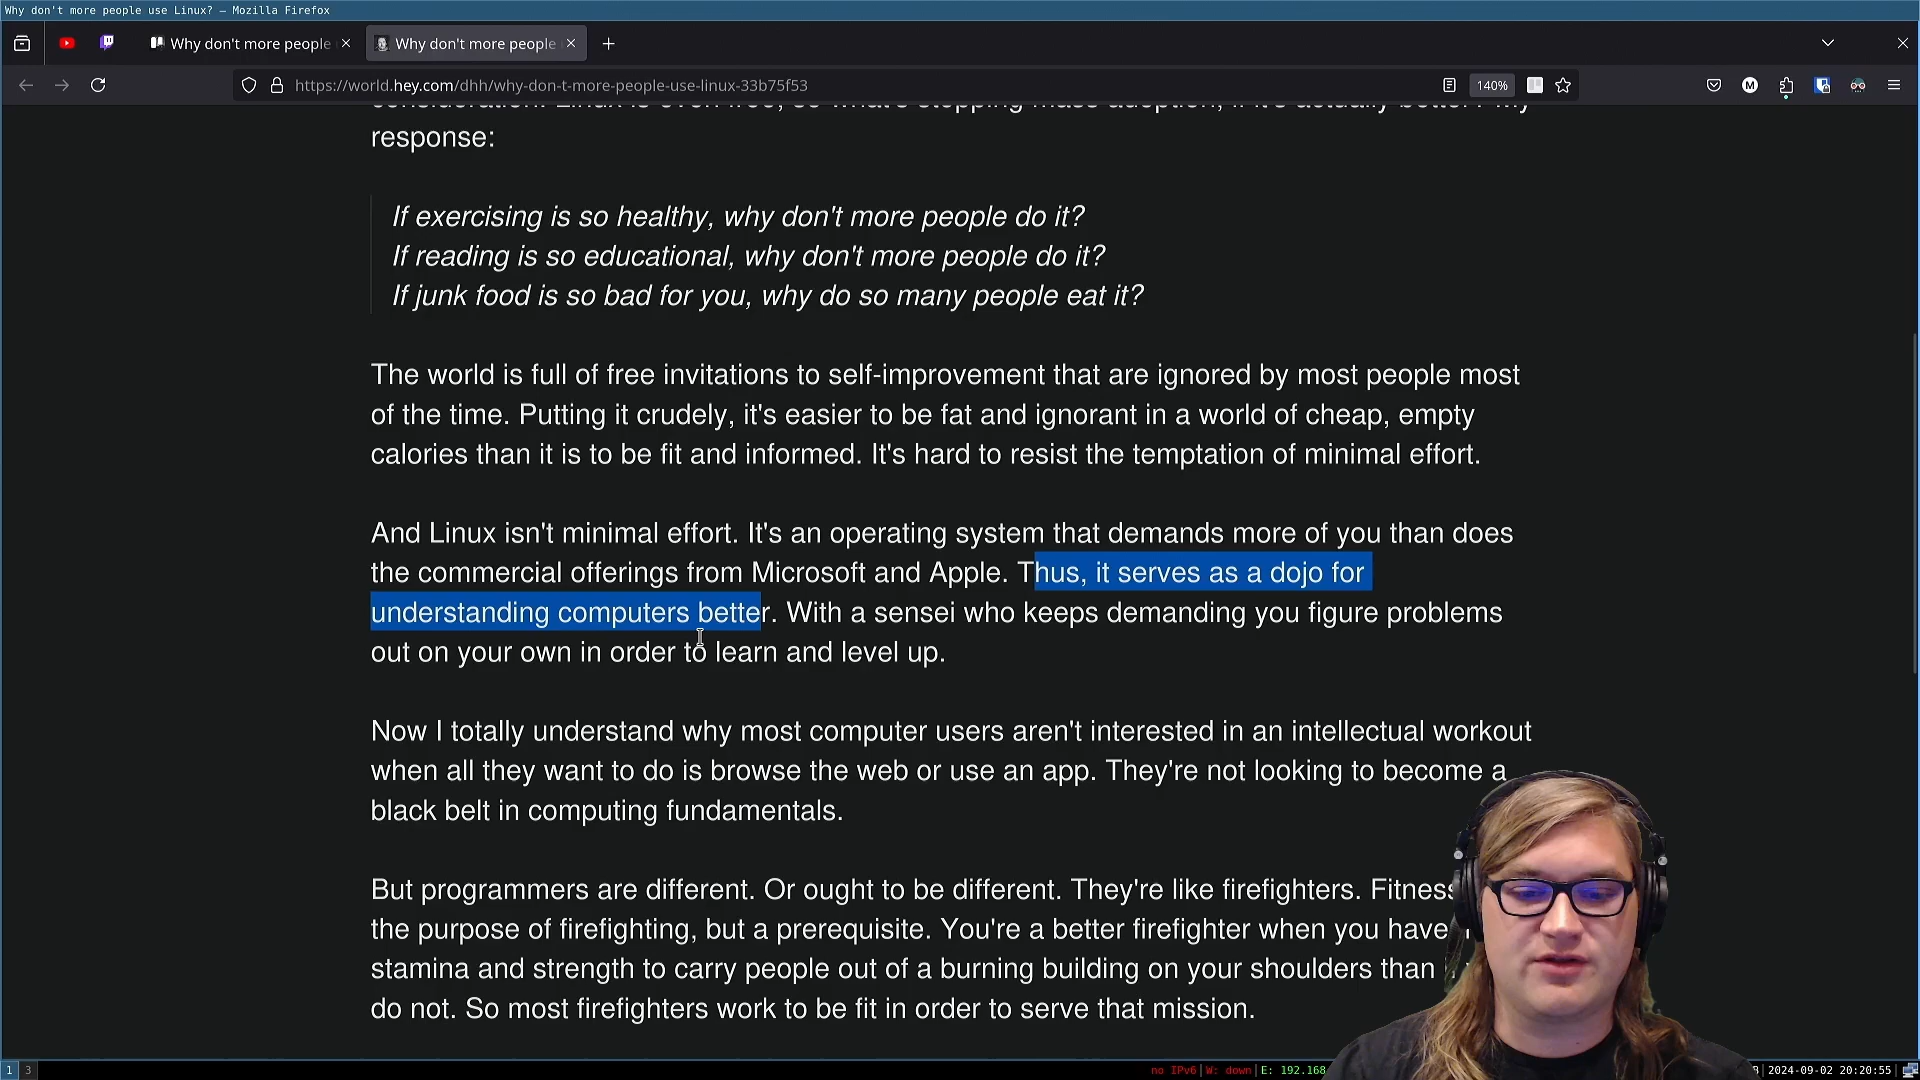 Why don't more people use Linux? — Mozilla Firefox
Why don't more people
Why don't more people
https://world.hey.com/dhh/why-don-t-more-people-use-linux-33b75f53
140%
response:
If exercising is so healthy, why don't more people do it?
If reading is so educational, why don't more people do it?
If junk food is so bad for you, why do so many people eat it?
The world is full of free invitations to self-improvement that are ignored by most people most
of the time. Putting it crudely, it's easier to be fat and ignorant in a world of cheap, empty
calories than it is to be fit and informed. It's hard to resist the temptation of minimal effort.
And Linux isn't minimal effort. It's an operating system that demands more of you than does
the commercial offerings from Microsoft and Apple. Thus, it serves as a dojo for
understanding computers better. With a sensei who keeps demanding you figure problems
out on your own in order to learn and level up.
Now I totally understand why most computer users aren't interested in an intellectual workout
when all they want to do is browse the web or use an app. They're not looking to become a
black belt in computing fundamentals.
But programmers are different. Or ought to be different. They're like firefighters. Fitness
the purpose of firefighting, but a prerequisite. You're a better firefighter when you have
stamina and strength to carry people out of a burning building on your shoulders than
do not. So most firefighters work to be fit in order to serve that mission.
1 3
no IPv6|W: down|E: 192.168
2024-09-02 20:20:55